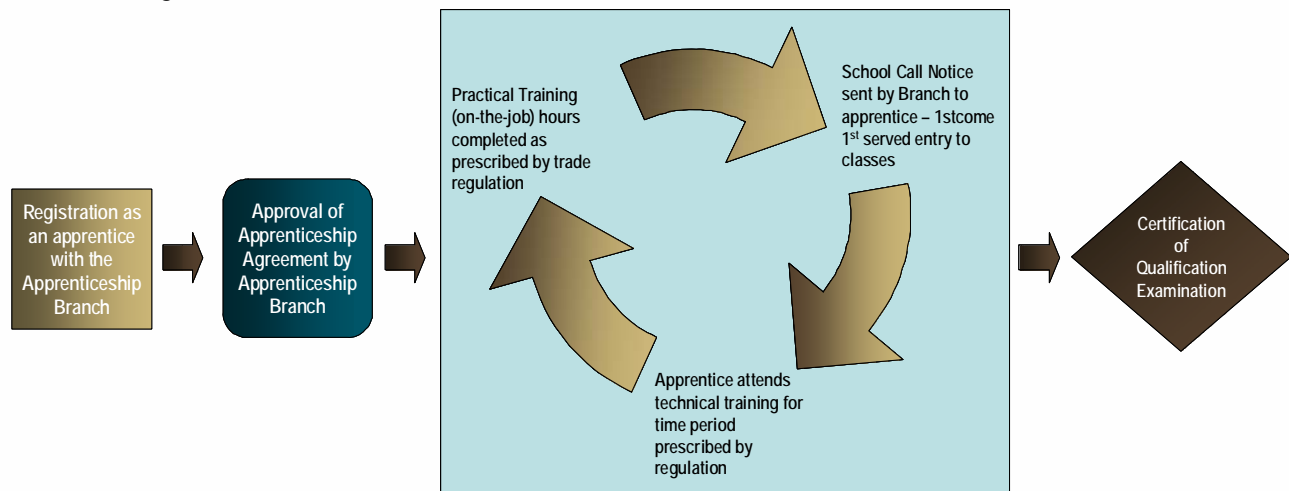 Registration as
an apprentice
with the
Apprenticeship
Branch
Approval of
Apprenticeship
Agreement by
Apprenticeship
Branch
Practical Training
(on-the-job) hours
completed as
prescribed by trade
regulation
School Call Notice
sent by Branch to
apprentice – 1stcome
1st served entry to
classes
Apprentice attends
technical training for
time period
prescribed by
regulation
Certification
of
Qualification
Examination